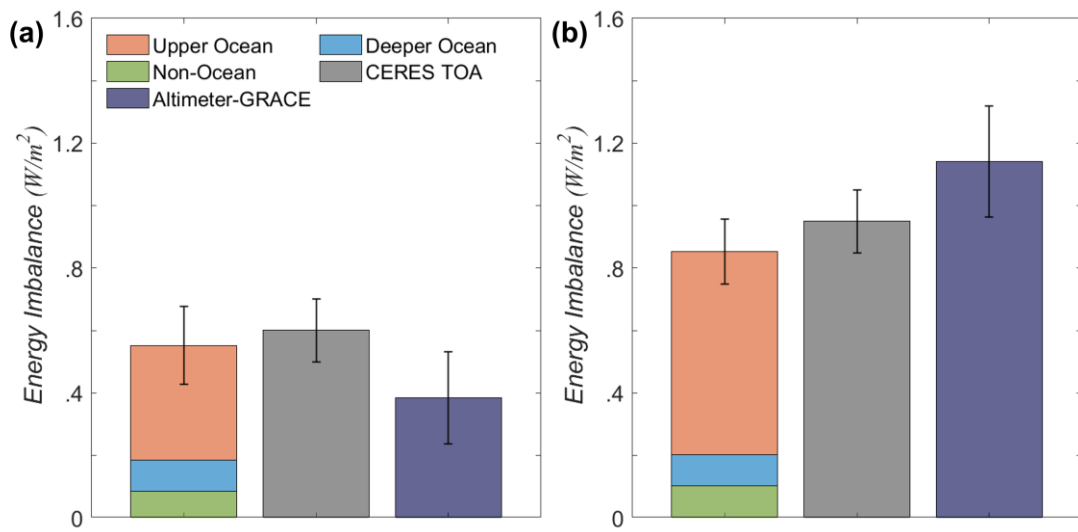 (a)
1.6
1.2
.8
.4
0
Energy Imbalance (W/m²)
Upper Ocean
Deeper Ocean
Non-Ocean
CERES TOA
Altimeter-GRACE
(b)
1.6
1.2
.8
.4
0
Energy Imbalance (W/m²)